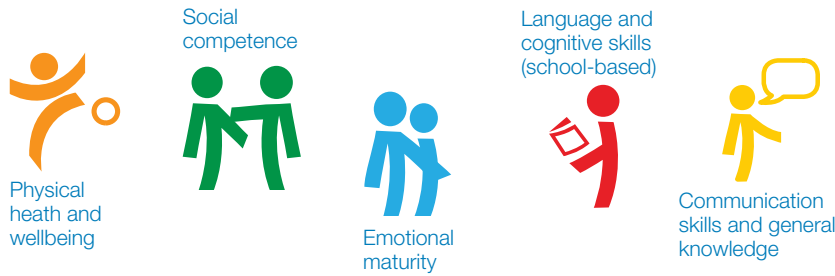 Physical
heath and
wellbeing
Social
competence
Emotional
maturity
Language and
cognitive skills
(school-based)
Communication
skills and general
knowledge